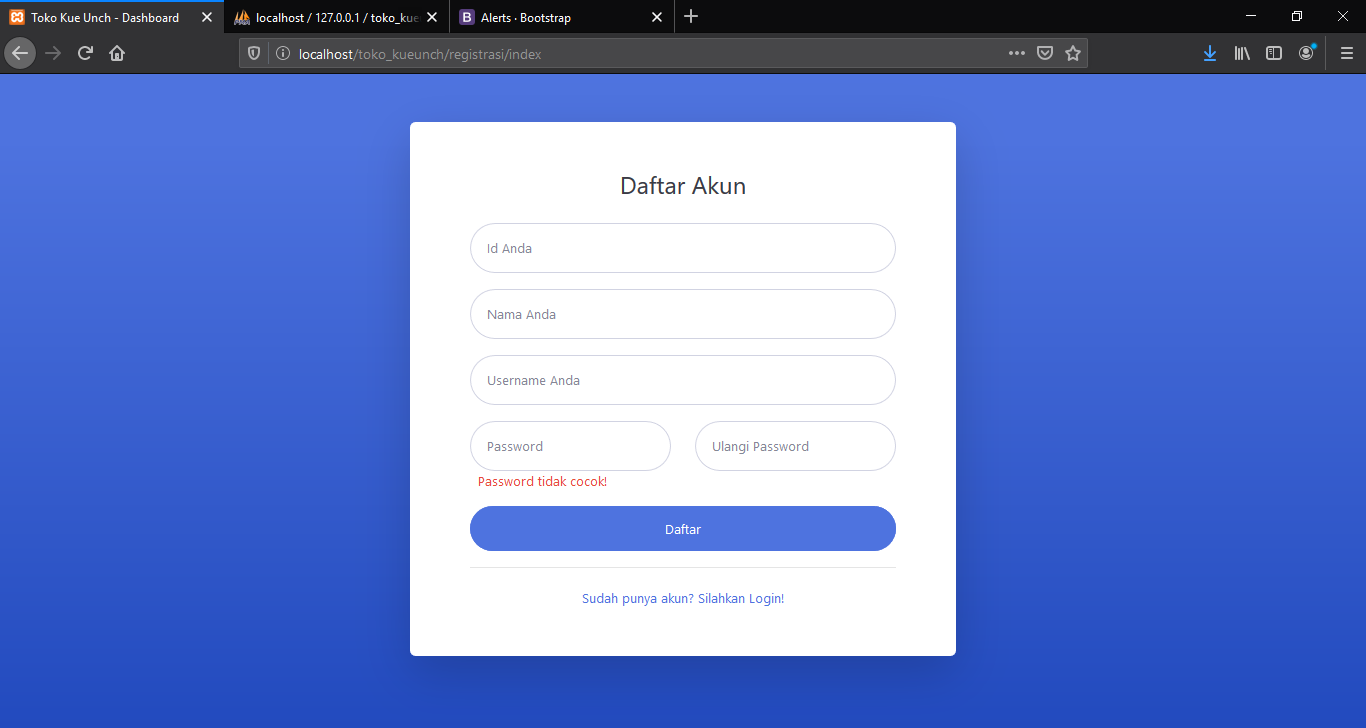 Toko Kue Unch - Dashboard
localhost / 127.0.0.1 / toko_kue
Alerts · Bootstrap
localhost/toko_kueunch/registrasi/index
Daftar Akun
Id Anda
Nama Anda
Username Anda
Password
Ulangi Password
Password tidak cocok!
Daftar
Sudah punya akun? Silahkan Login!